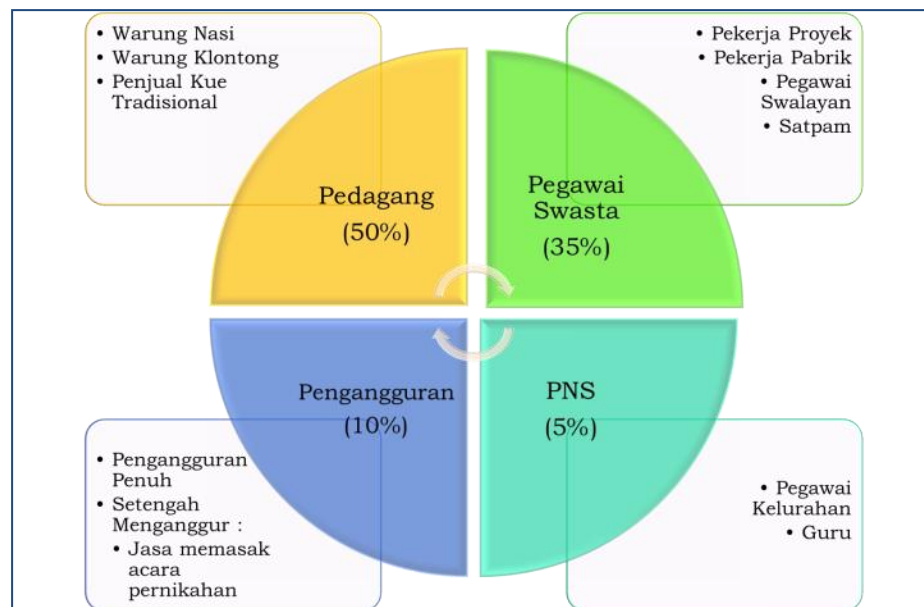 • Warung Nasi
• Warung Klontong
• Penjual Kue
Tradisional
• Pekerja Proyek
• Pekerja Pabrik
• Pegawai
Swalayan
• Satpam
Pedagang
(50%)
Pegawai
Swasta
(35%)
Pengangguran
(10%)
PNS
(5%)
• Pengangguran
Penuh
• Setengah
Menganggur :
• Jasa memasak
acara
pernikahan
• Pegawai
Kelurahan
• Guru